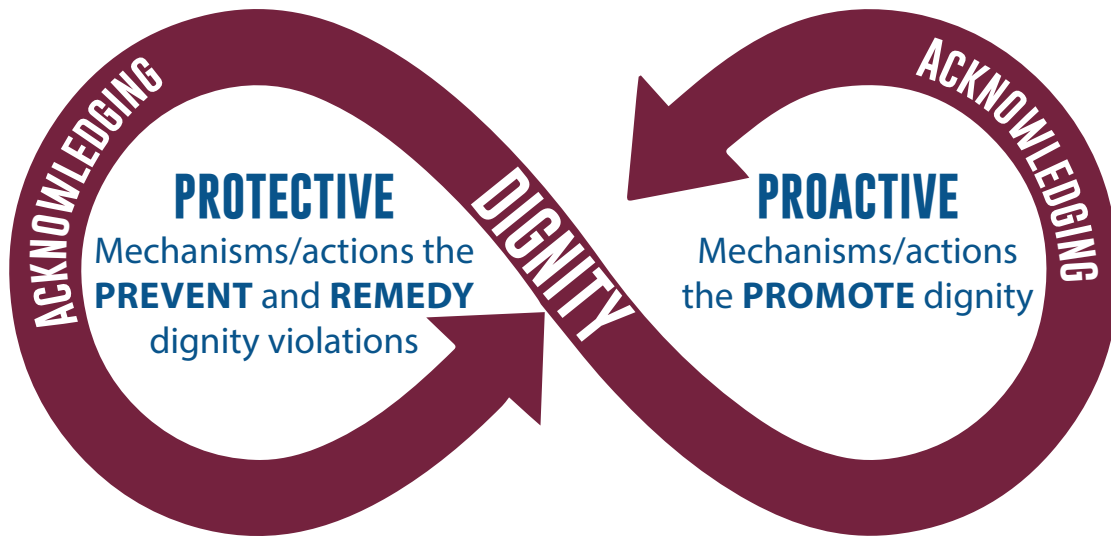 ACKNOWLEDGING
PROTECTIVE
Mechanisms/actions the
PREVENT and REMEDY
dignity violations
DIGNITY
PROACTIVE
Mechanisms/actions
the PROMOTE dignity
ACKNOWLEDGING